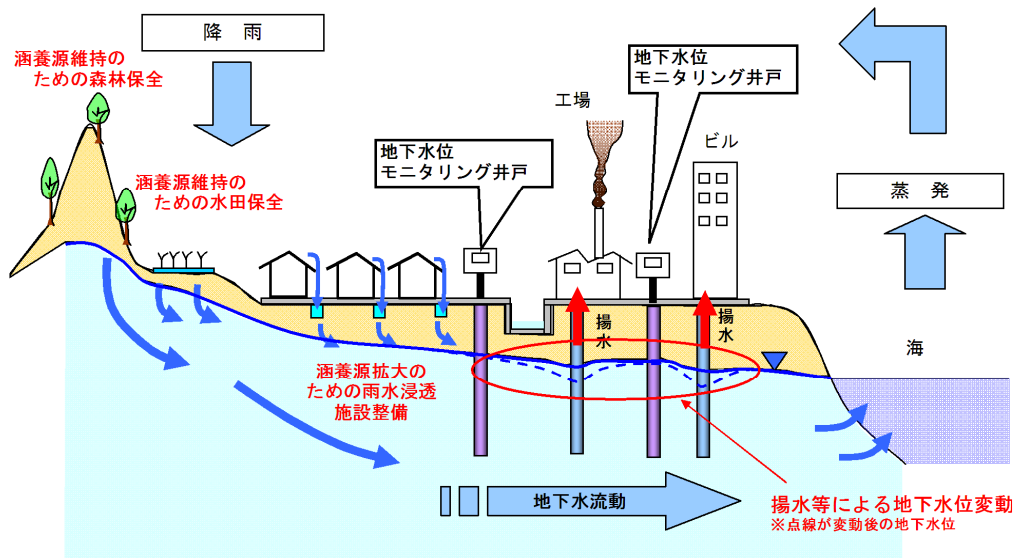 降雨
涵養源維持の
ための森林保全
地下水位
モニタリング井戸
工場
ビル
地下水位
モニタリング井戸
涵養源維持の
ための水田保全
蒸発
揚水
揚水
海
涵養源拡大の
ための雨水浸透
施設整備
地下水流動
揚水等による地下水位変動
※点線が変動後の地下水位